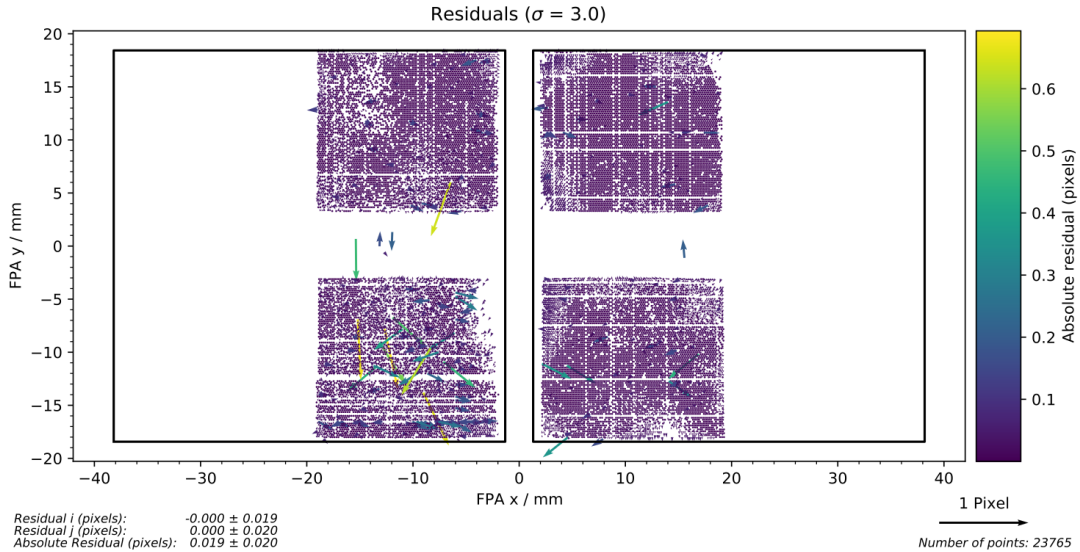 Residuals (σ = 3.0)
20
15
10
5
0
−5
−10
−15
−20
FPA y / mm
−40
−30
−20
−10
0
10
20
30
40
FPA x / mm
0.6
0.5
0.4
0.3
0.2
0.1
Absolute residual (pixels)
Residual i (pixels): -0.000 ± 0.019
Residual j (pixels): 0.000 ± 0.020
Absolute Residual (pixels): 0.019 ± 0.020
1 Pixel
Number of points: 23765